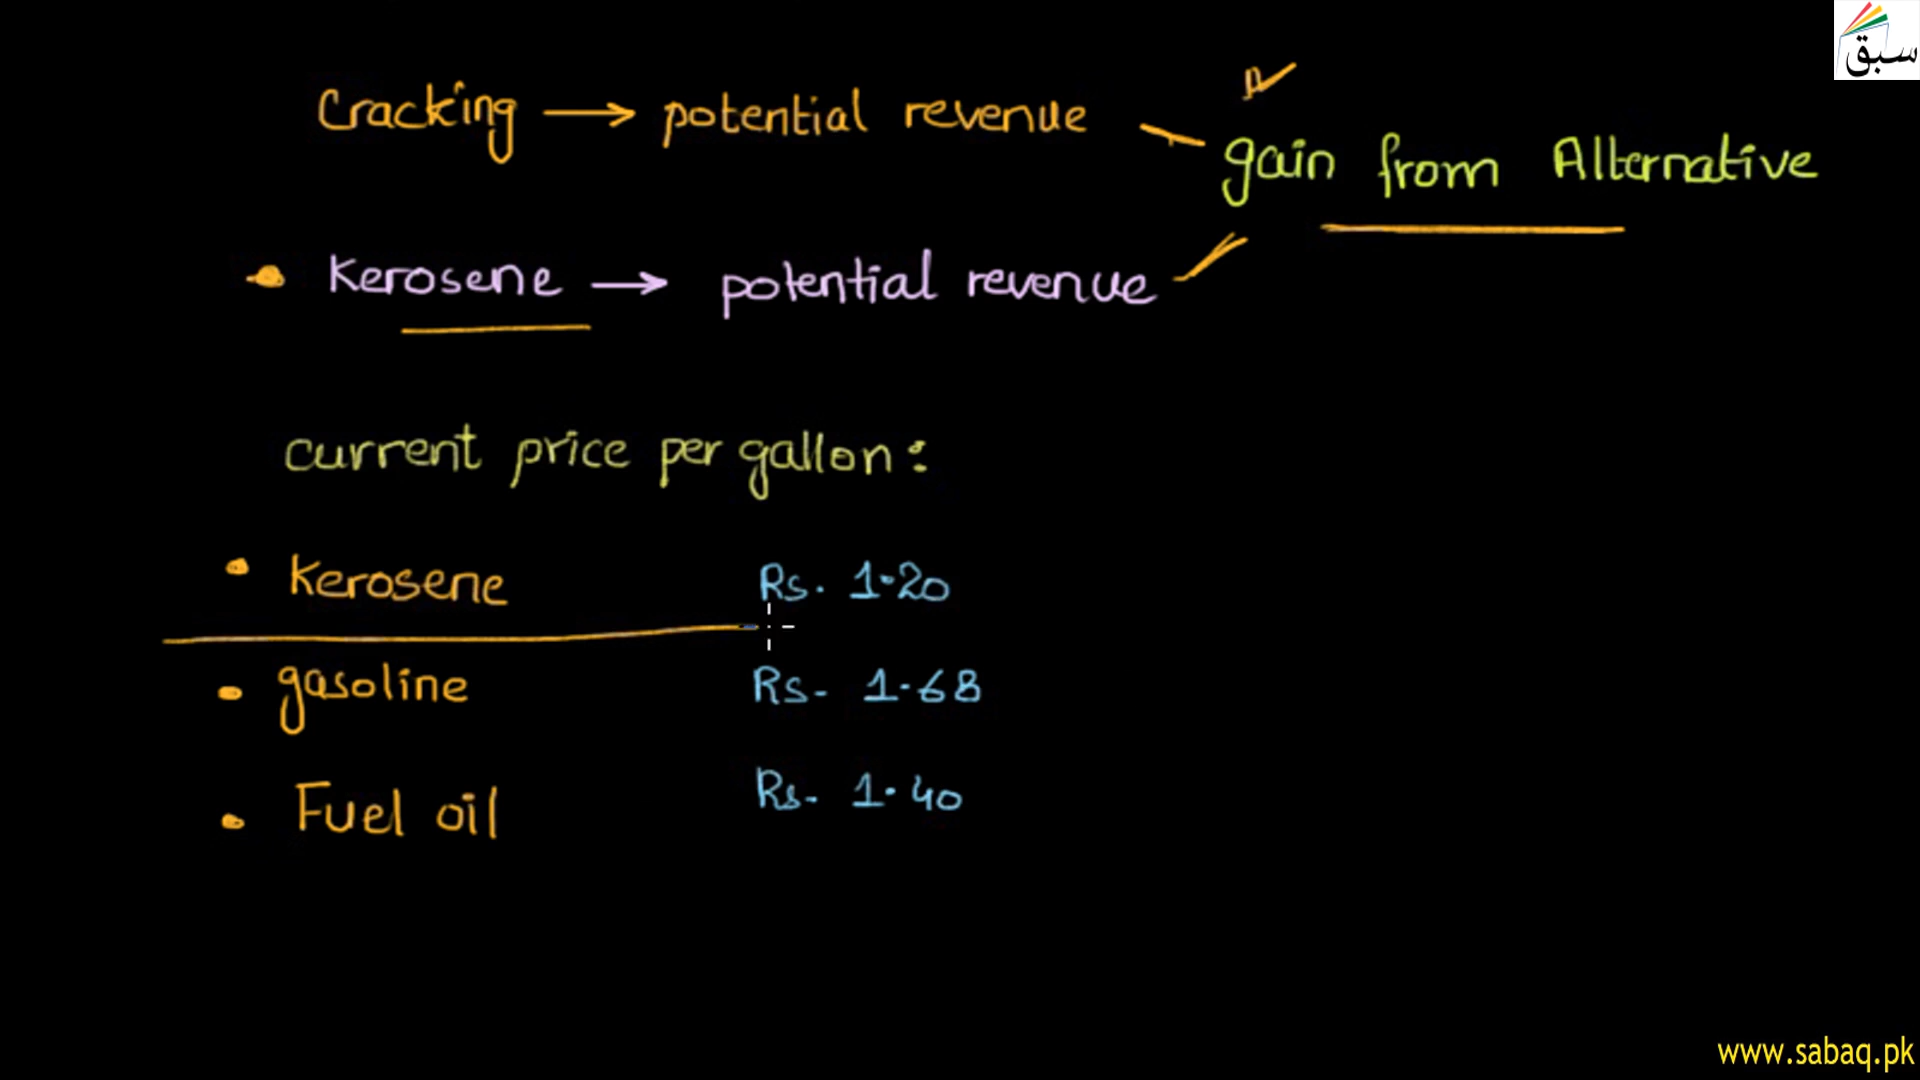 سبق
Cracking → potential revenue
gain from Alternative
• Kerosene → potential revenue
current price per gallon:
• Kerosene Rs. 1.20
• gasoline Rs. 1.68
• Fuel oil Rs. 1.40
www.sabaq.pk